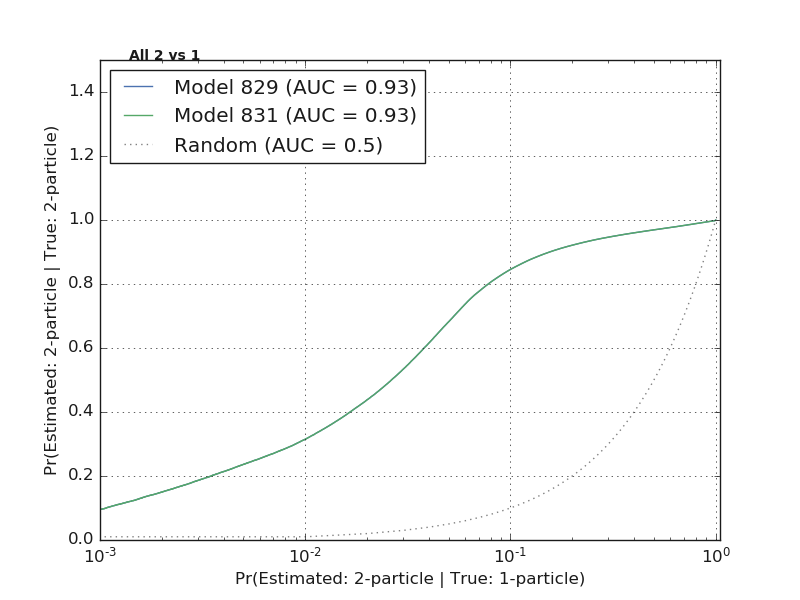 All 2 vs 1
Model 829 (AUC = 0.93)
Model 831 (AUC = 0.93)
Random (AUC = 0.5)
Pr(Estimated: 2-particle | True: 2-particle)
1.4
1.2
1.0
0.8
0.6
0.4
0.2
0.0
10^-3 10^-2 10^-1 10^0
Pr(Estimated: 2-particle | True: 1-particle)